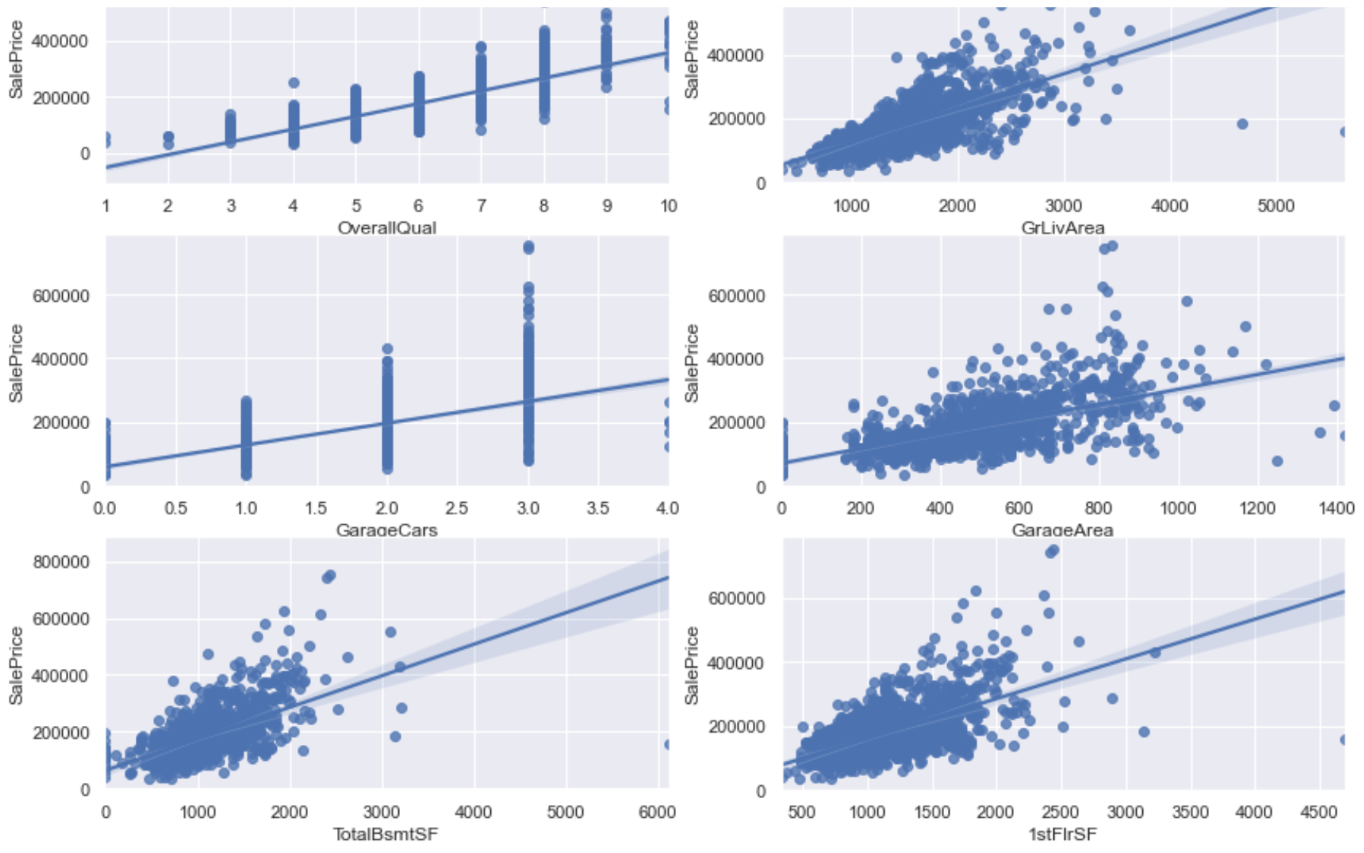 SalePrice
400000
200000
0
1 2 3 4 5 6 7 8 9 10
OverallQual
SalePrice
400000
200000
0
1000 2000 3000 4000 5000
GrLivArea
SalePrice
600000
400000
200000
0
0.0 0.5 1.0 1.5 2.0 2.5 3.0 3.5 4.0
GarageCars
SalePrice
600000
400000
200000
0
0 200 400 600 800 1000 1200 1400
GarageArea
SalePrice
800000
600000
400000
200000
0
0 1000 2000 3000 4000 5000 6000
TotalBsmtSF
SalePrice
600000
400000
200000
0
500 1000 1500 2000 2500 3000 3500 4000 4500
1stFlrSF